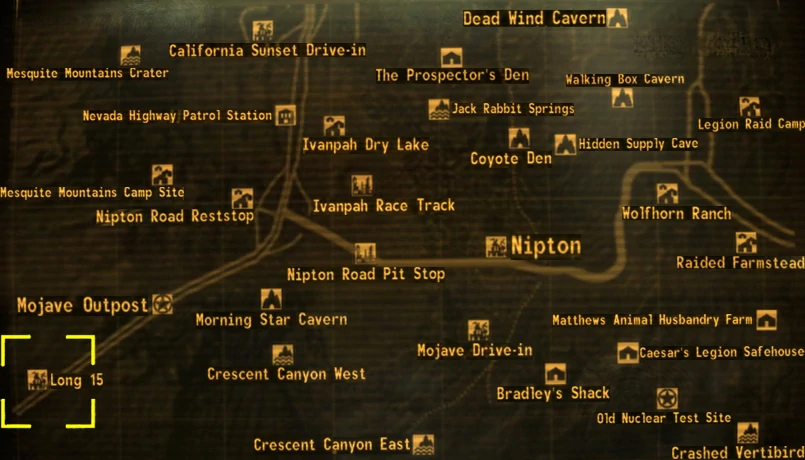 Dead Wind Cavern
California Sunset Drive-in
Mesquite Mountains Crater
The Prospector's Den
Walking Box Cavern
Nevada Highway Patrol Station
Jack Rabbit Springs
Legion Raid Camp
Ivanpah Dry Lake
Hidden Supply Cave
Coyote Den
Mesquite Mountains Camp Site
Ivanpah Race Track
Nipton Road Reststop
Wolfhorn Ranch
Nipton
Raided Farmstead
Nipton Road Pit Stop
Mojave Outpost
Morning Star Cavern
Matthews Animal Husbandry Farm
Mojave Drive-in
Caesar's Legion Safehouse
Crescent Canyon West
Long 15
Bradley's Shack
Old Nuclear Test Site
Crescent Canyon East
Crashed Vertibird